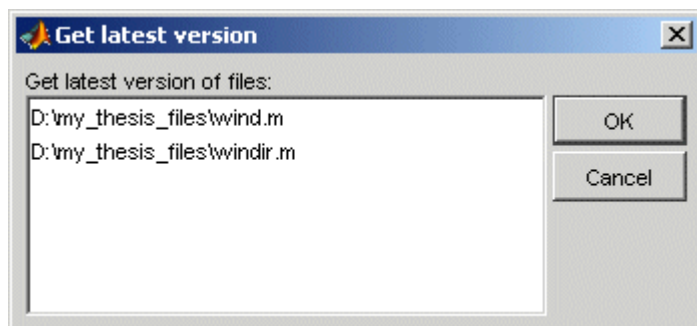 Get latest version
Get latest version of files:
D:\my_thesis_files\wind.m
D:\my_thesis_files\windir.m
OK
Cancel